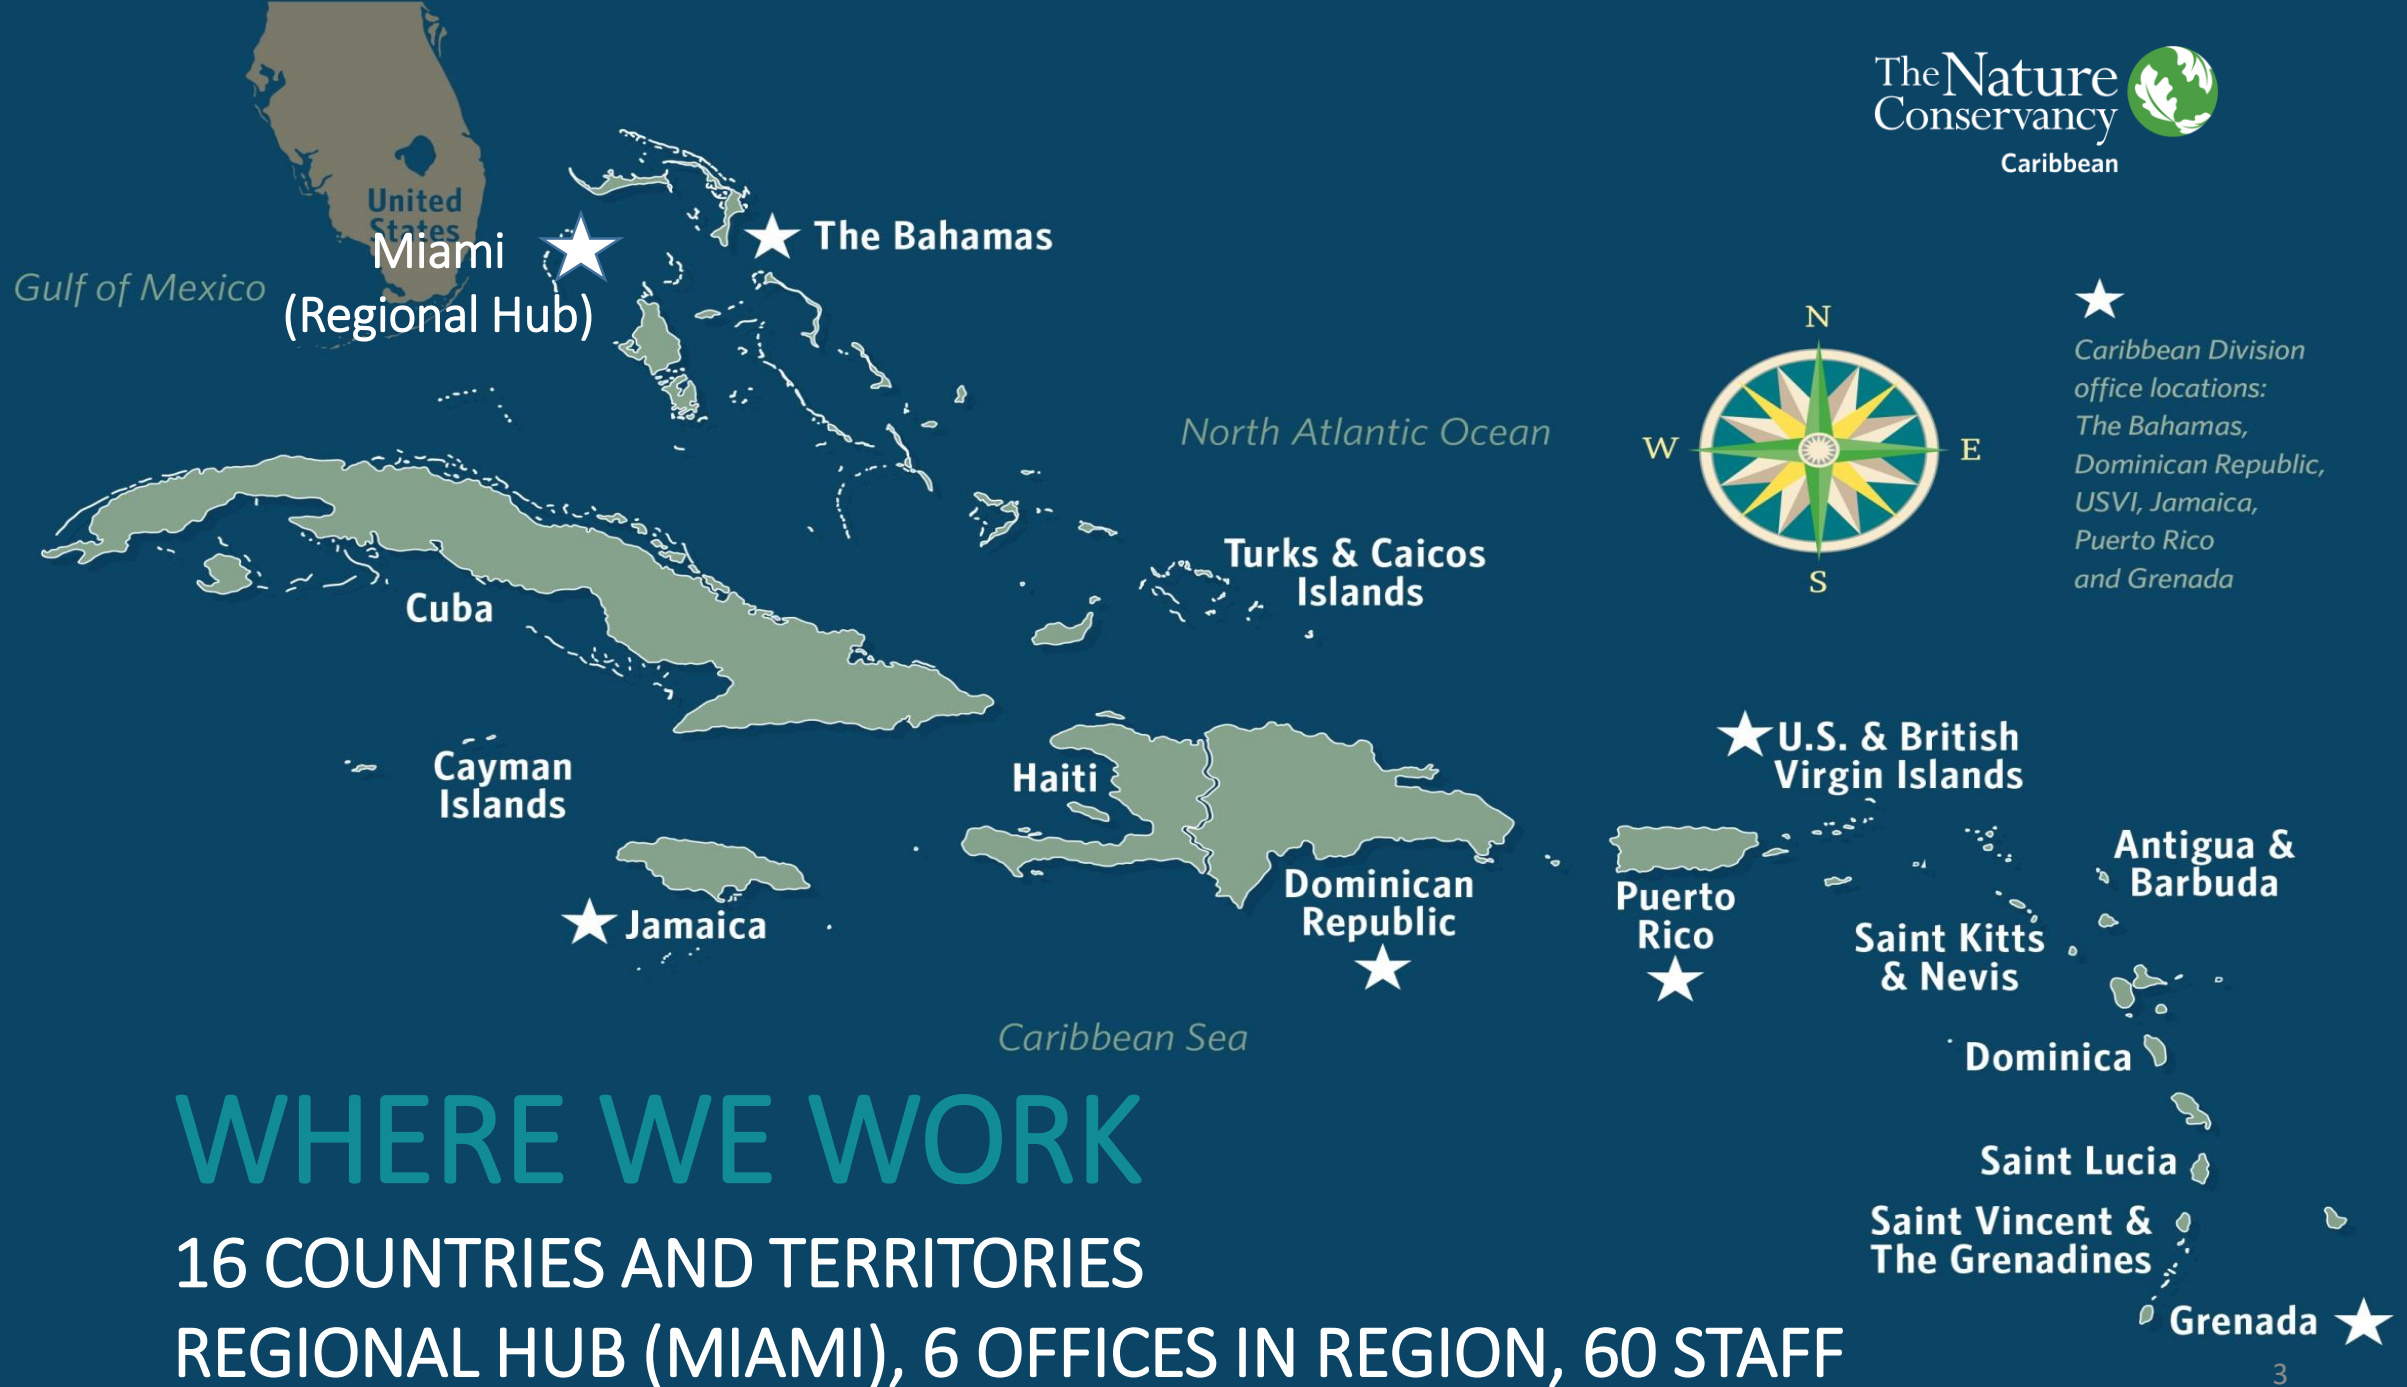 The Nature
Conservancy
Caribbean
United
States
Miami
(Regional Hub)
The Bahamas
Gulf of Mexico
N
W
E
S
Caribbean Division
office locations:
The Bahamas,
Dominican Republic,
USVI, Jamaica,
Puerto Rico
and Grenada
North Atlantic Ocean
Turks & Caicos
Islands
Cuba
Cayman
Islands
Haiti
U.S. & British
Virgin Islands
Jamaica
Dominican
Republic
Puerto
Rico
Antigua &
Barbuda
Saint Kitts
& Nevis
Caribbean Sea
Dominica
Saint Lucia
Saint Vincent &
The Grenadines
Grenada
WHERE WE WORK
16 COUNTRIES AND TERRITORIES
REGIONAL HUB (MIAMI), 6 OFFICES IN REGION, 60 STAFF
3